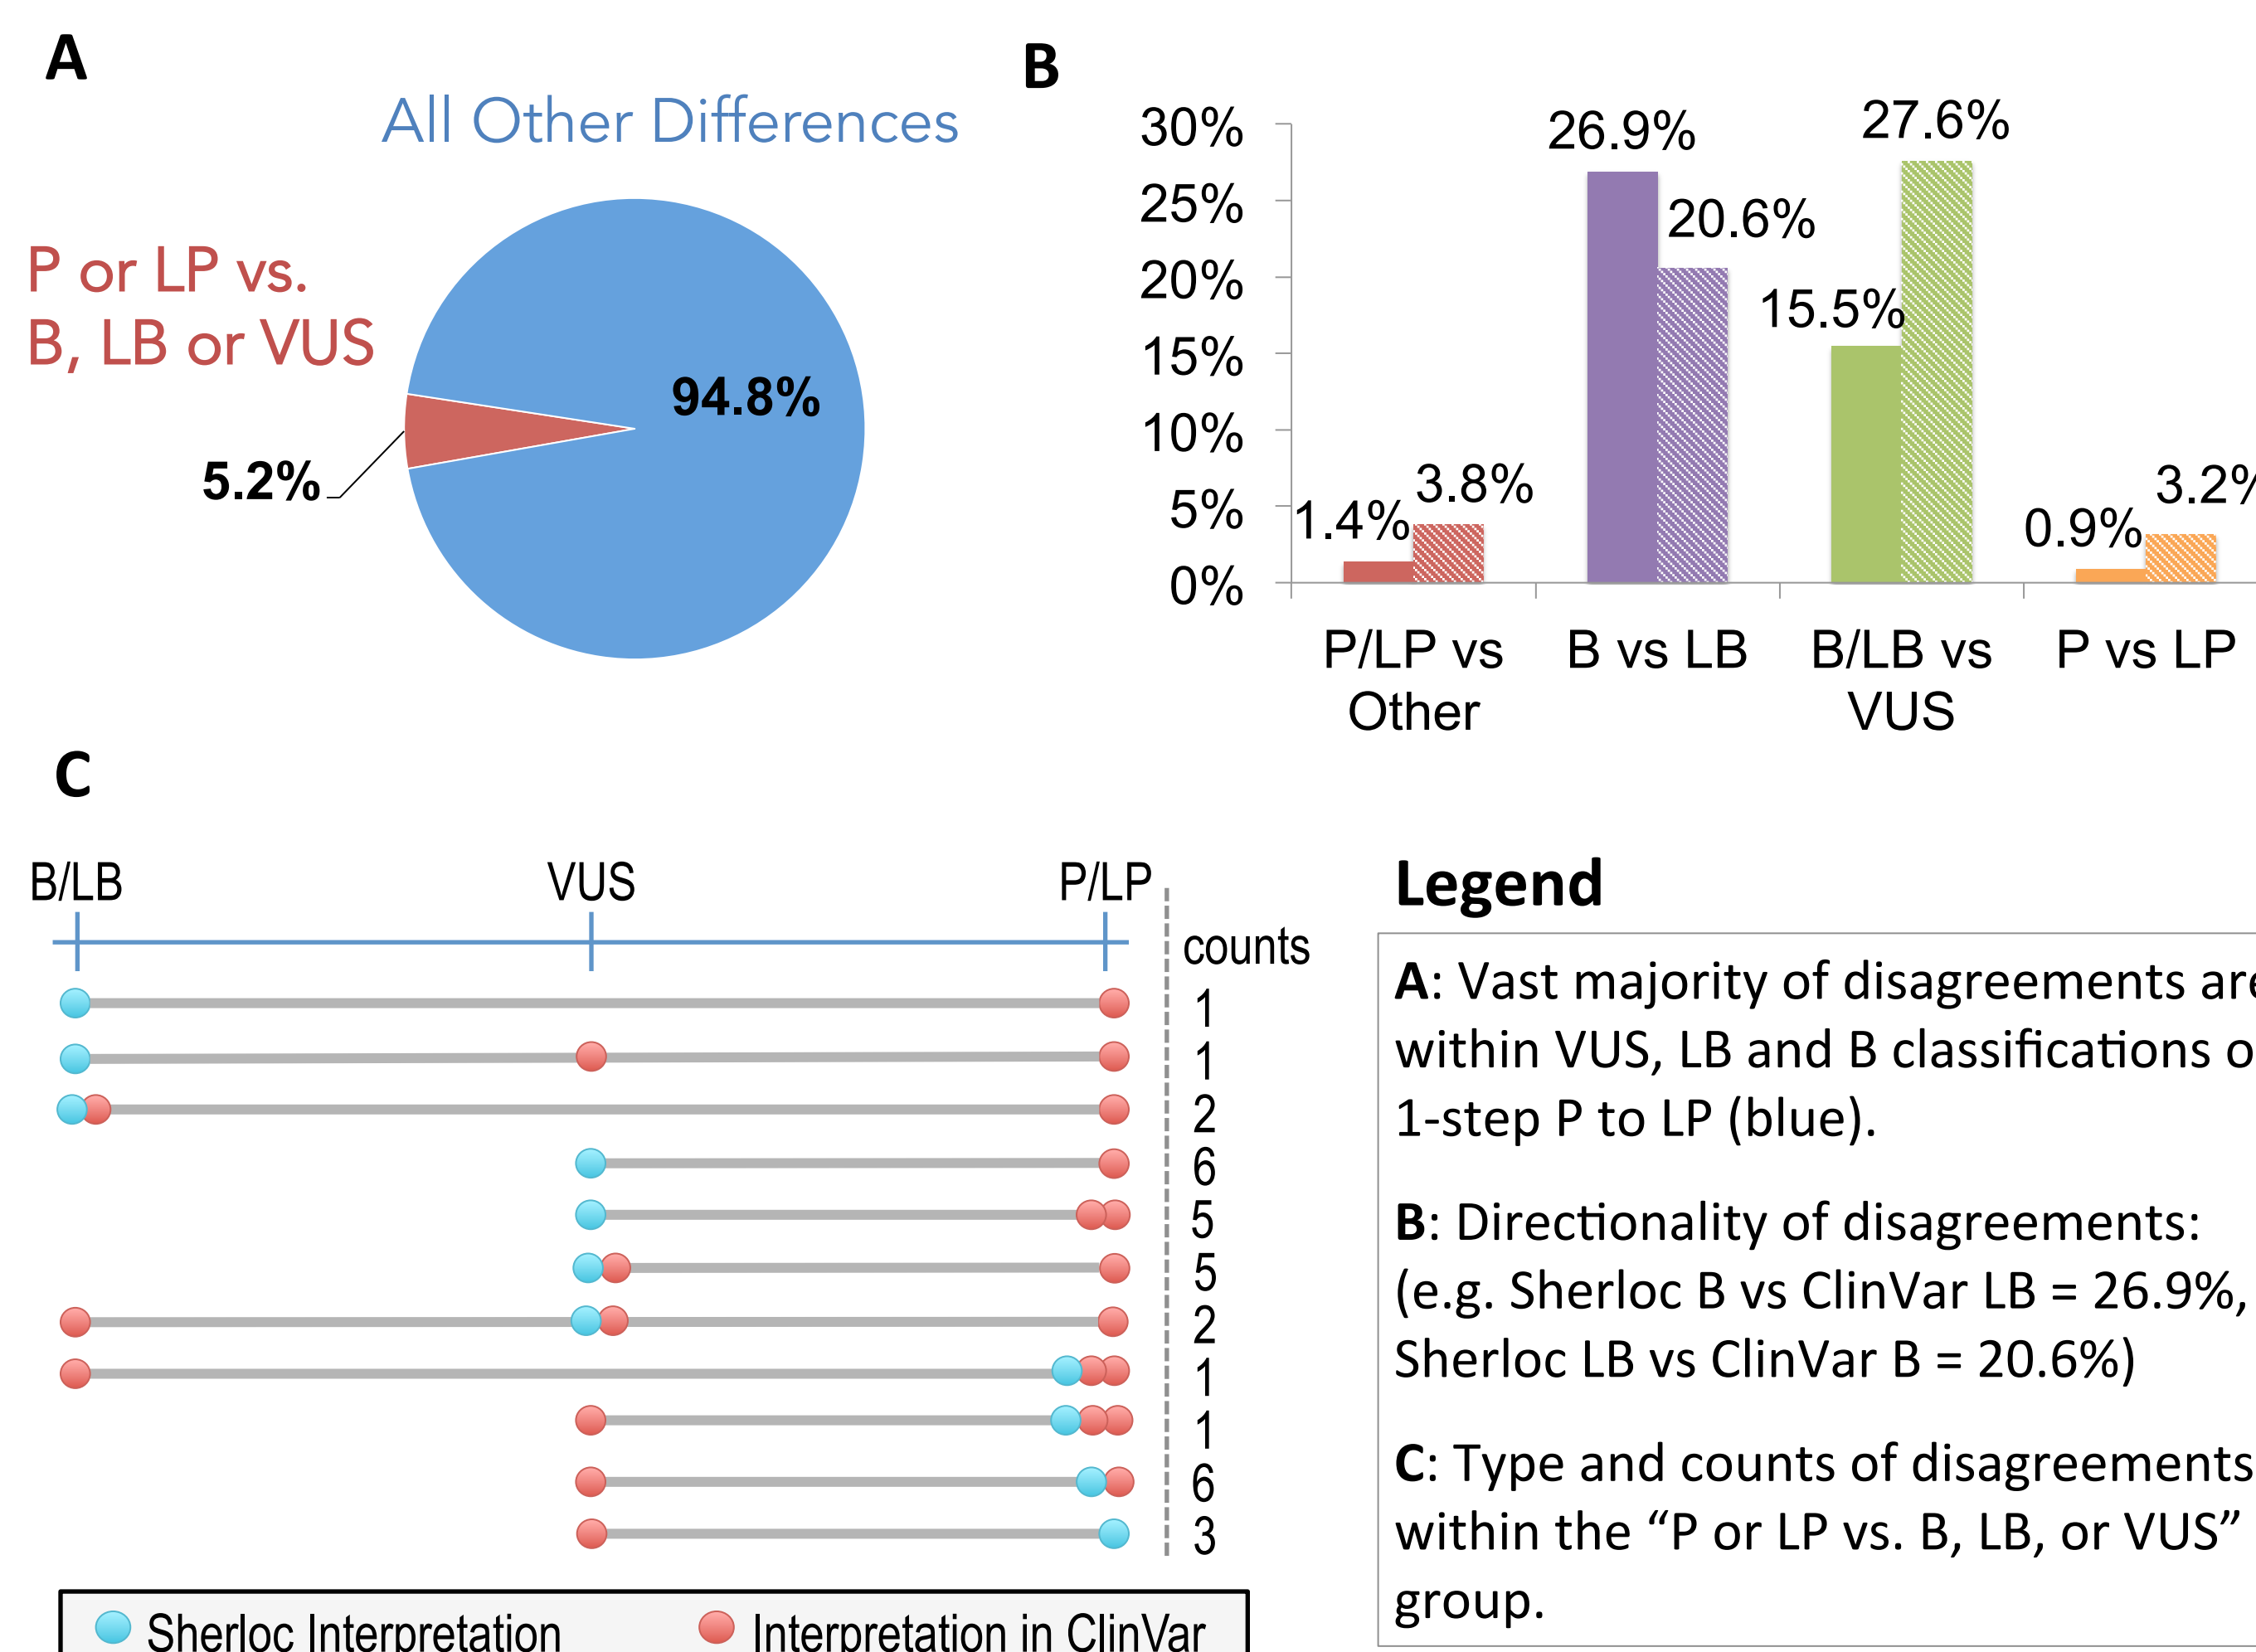 A
All Other Differences
P or LP vs.
B, LB or VUS
94.8%
5.2%
B
30%
25%
20%
15%
10%
5%
0%
1.4%
3.8%
26.9%
20.6%
15.5%
27.6%
0.9%
3.2%
P/LP vs
Other
B vs LB
B/LB vs
VUS
P vs LP
C
B/LB VUS P/LP
counts
1
1
2
6
5
5
2
1
1
6
3
Sherloc Interpretation
Interpretation in ClinVar
Legend
A: Vast majority of disagreements are
within VUS, LB and B classifications
1-step P to LP (blue).
B: Directionality of disagreements:
(e.g. Sherloc B vs ClinVar LB = 26.9%,
Sherloc LB vs ClinVar B = 20.6%)
C: Type and counts of disagreements
within the “P or LP vs. B, LB, or VUS”
group.